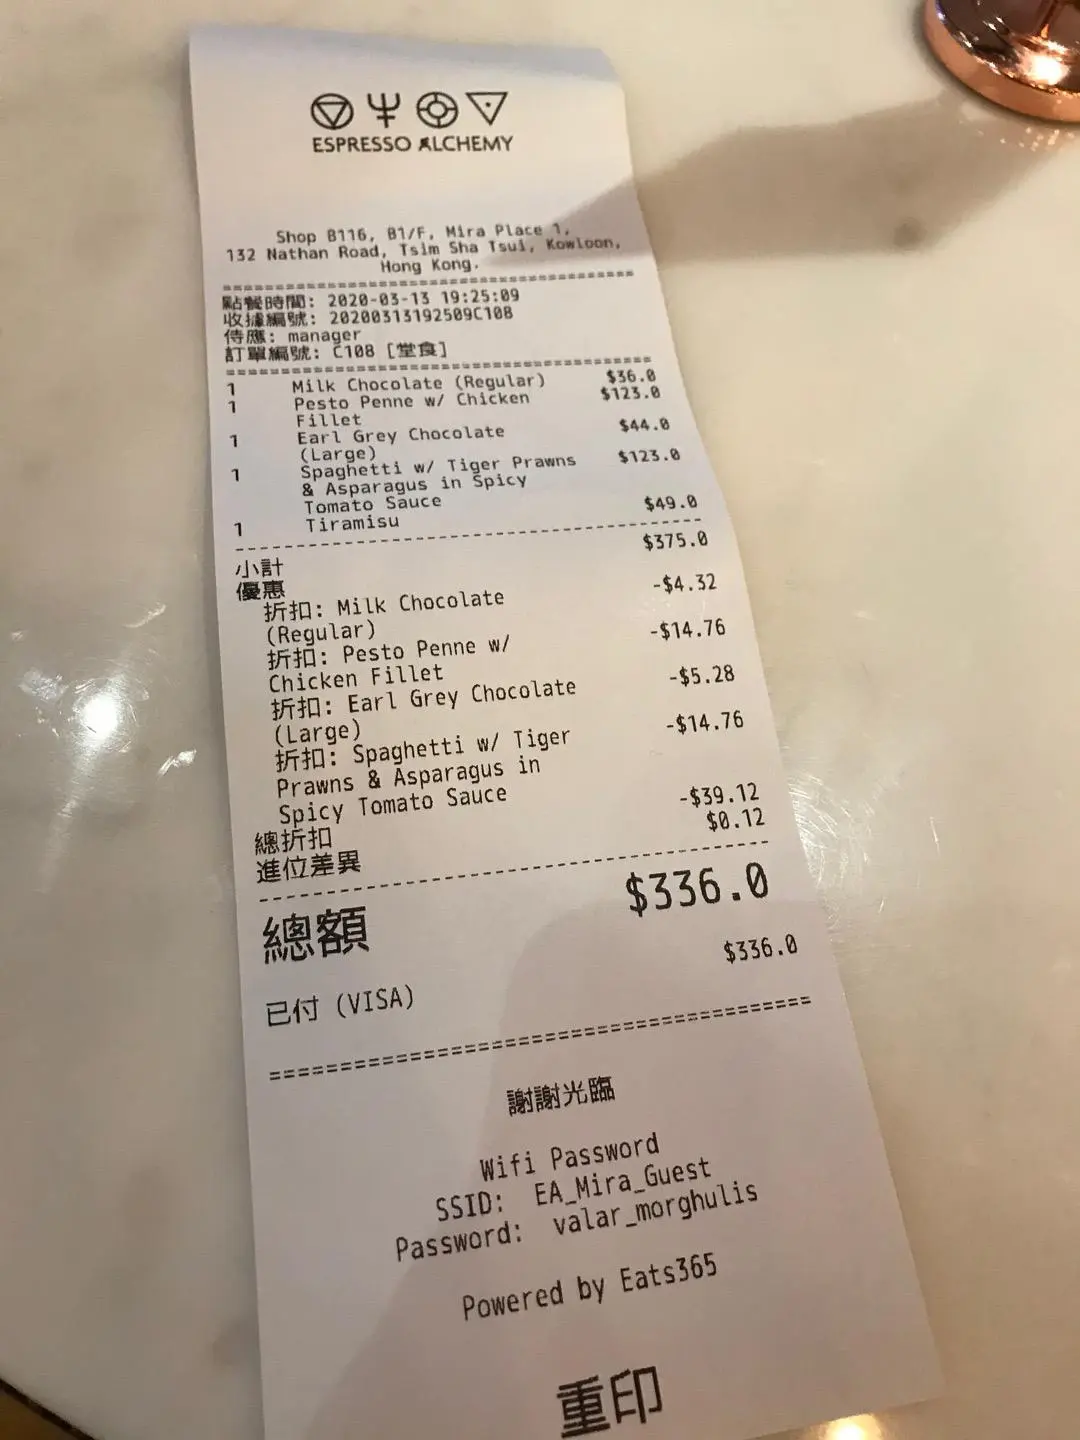 ESPRESSO ALCHEMY
Shop B116, B1/F, Mira Place 1,
132 Nathan Road, Tsim Sha Tsui, Kowloon,
Hong Kong.
========================================
點餐時間: 2020-03-13 19:25:09
收據編號: 20200313192509C108
侍應: manager
訂單編號: C108 [堂食]
========================================
1 Milk Chocolate (Regular) $36.0
1 Pesto Penne w/ Chicken $123.0
Fillet
1 Earl Grey Chocolate $44.0
(Large)
1 Spaghetti w/ Tiger Prawns $123.0
& Asparagus in Spicy
Tomato Sauce
1 Tiramisu $49.0
----------------------------------------
小計 $375.0
優惠
折扣: Milk Chocolate -$4.32
(Regular)
折扣: Pesto Penne w/ -$14.76
Chicken Fillet
折扣: Earl Grey Chocolate -$5.28
(Large)
折扣: Spaghetti w/ Tiger -$14.76
Prawns & Asparagus in
Spicy Tomato Sauce
總折扣 -$39.12
進位差異 $0.12
----------------------------------------
總額 $336.0
已付 (VISA) $336.0
========================================
謝謝光臨
Wifi Password
SSID: EA_Mira_Guest
Password: valar_morghulis
Powered by Eats365
重印